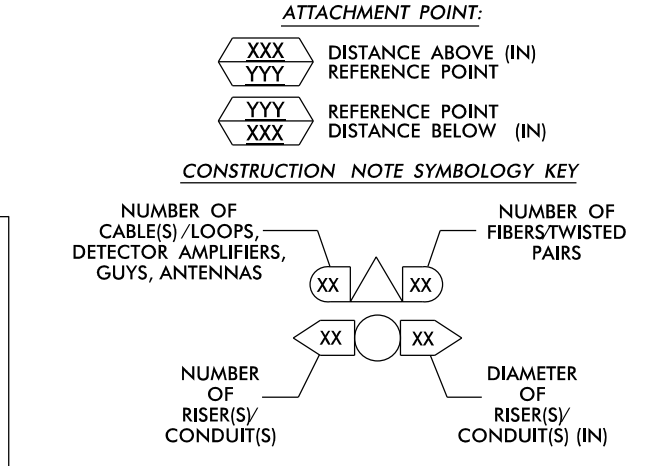 ATTACHMENT POINT:
XXX
YYY
DISTANCE ABOVE (IN)
REFERENCE POINT
YYY
XXX
REFERENCE POINT
DISTANCE BELOW (IN)
CONSTRUCTION NOTE SYMBOLOGY KEY
NUMBER OF
CABLE(S)/LOOPS,
DETECTOR AMPLIFIERS,
GUYS, ANTENNAS
NUMBER OF
FIBERS/TWISTED
PAIRS
XX
XX
XX
XX
NUMBER
OF
RISER(S)/
CONDUIT(S)
DIAMETER
OF
RISER(S)/
CONDUIT(S) (IN)